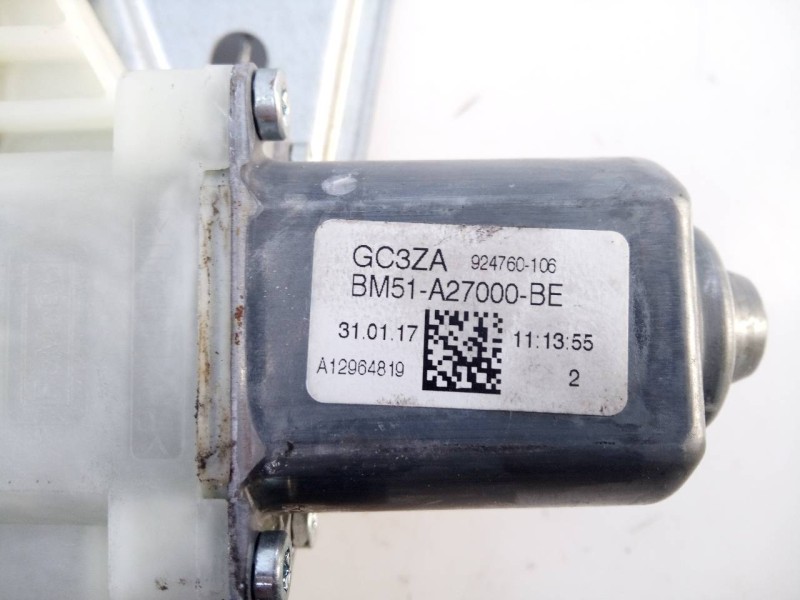 GC3ZA 924760-106
BM51-A27000-BE
31.01.17 11:13:55
A12964819 2